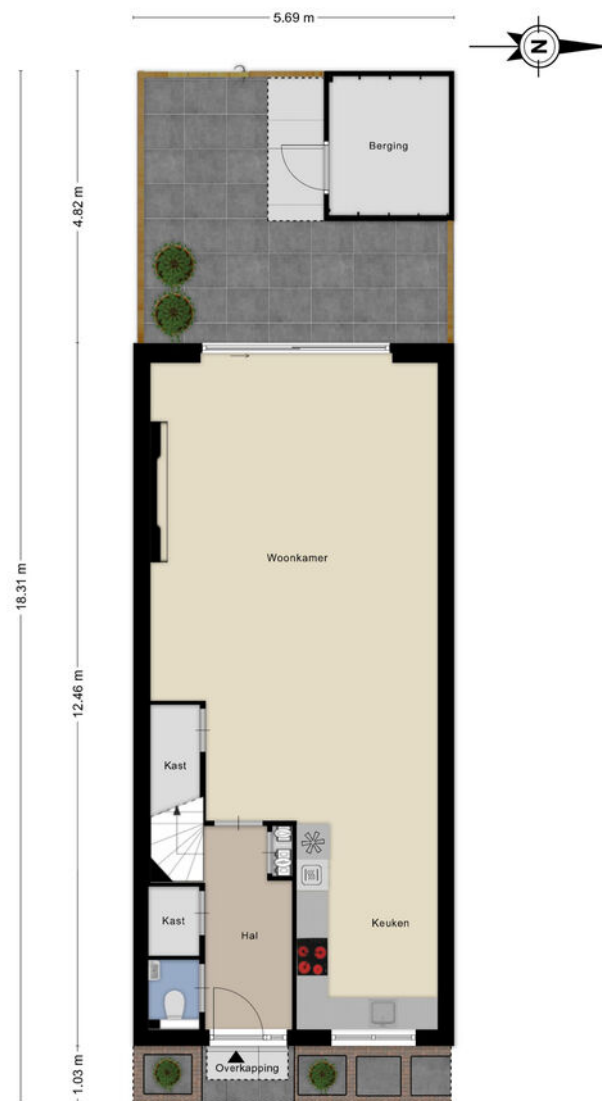 5.69 m
N
Berging
4.82 m
Woonkamer
18.31 m
12.46 m
Kast
Kast
Hal
Keuken
Overkapping
1.03 m